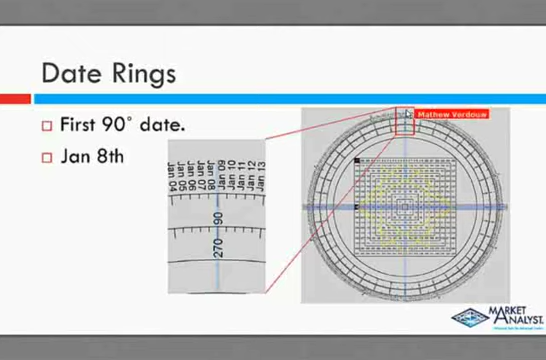 Date Rings
First 90° date.
Jan 8th
Mathew Verdouw
Jan 04
Jan 05
Jan 06
Jan 07
Jan 08
Jan 09
Jan 10
Jan 11
Jan 12
Jan 13
90
270
MARKET
ANALYST